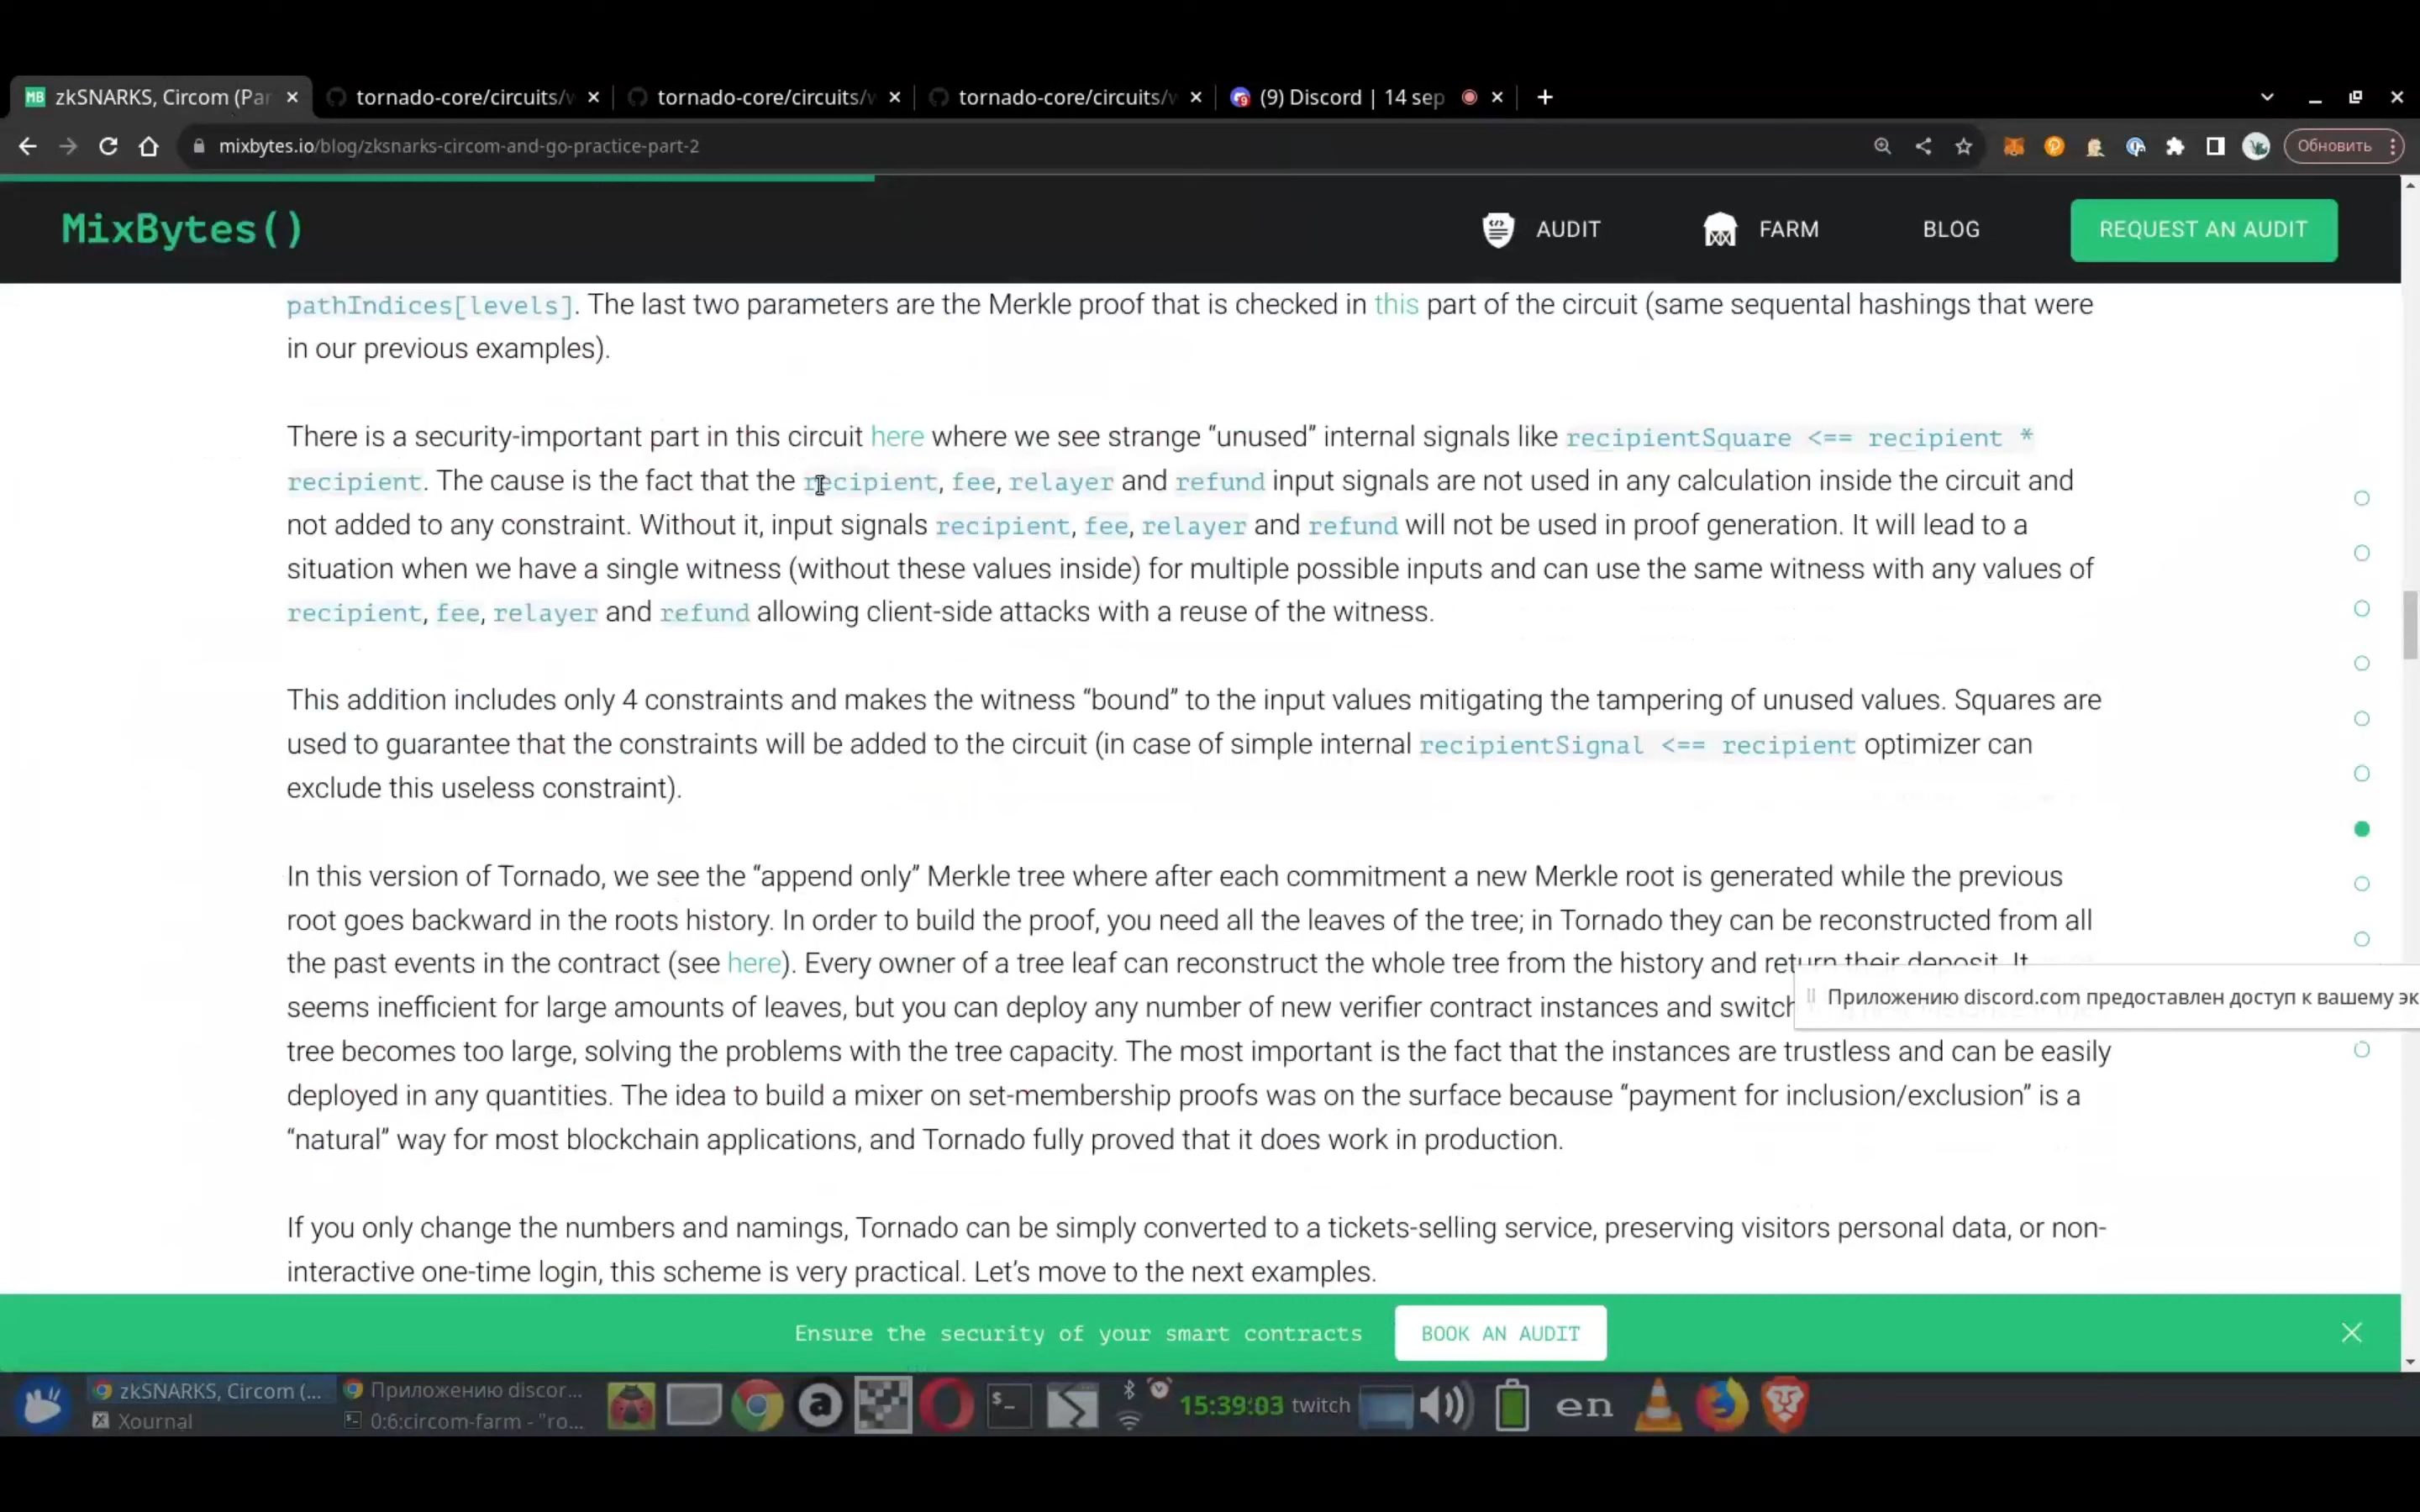 zkSNARKS, Circom (Par
tornado-core/circuits/w
tornado-core/circuits/w
tornado-core/circuits/w
(9) Discord | 14 sep
mixbytes.io/blog/zksnarks-circom-and-go-practice-part-2
Обновить
MixBytes()
AUDIT
FARM
BLOG
REQUEST AN AUDIT
pathIndices[levels]. The last two parameters are the Merkle proof that is checked in this part of the circuit (same sequental hashings that were
in our previous examples).
There is a security-important part in this circuit here where we see strange “unused” internal signals like recipientSquare <== recipient *
recipient. The cause is the fact that the recipient, fee, relayer and refund input signals are not used in any calculation inside the circuit and
not added to any constraint. Without it, input signals recipient, fee, relayer and refund will not be used in proof generation. It will lead to a
situation when we have a single witness (without these values inside) for multiple possible inputs and can use the same witness with any values of
recipient, fee, relayer and refund allowing client-side attacks with a reuse of the witness.
This addition includes only 4 constraints and makes the witness “bound” to the input values mitigating the tampering of unused values. Squares are
used to guarantee that the constraints will be added to the circuit (in case of simple internal recipientSignal <== recipient optimizer can
exclude this useless constraint).
In this version of Tornado, we see the “append only” Merkle tree where after each commitment a new Merkle root is generated while the previous
root goes backward in the roots history. In order to build the proof, you need all the leaves of the tree; in Tornado they can be reconstructed from all
the past events in the contract (see here). Every owner of a tree leaf can reconstruct the whole tree from the history and return their deposit. It
seems inefficient for large amounts of leaves, but you can deploy any number of new verifier contract instances and switch
Приложению discord.com предоставлен доступ к вашему эк
tree becomes too large, solving the problems with the tree capacity. The most important is the fact that the instances are trustless and can be easily
deployed in any quantities. The idea to build a mixer on set-membership proofs was on the surface because “payment for inclusion/exclusion” is a
“natural” way for most blockchain applications, and Tornado fully proved that it does work in production.
If you only change the numbers and namings, Tornado can be simply converted to a tickets-selling service, preserving visitors personal data, or non-
interactive one-time login, this scheme is very practical. Let’s move to the next examples.
Ensure the security of your smart contracts
BOOK AN AUDIT
zkSNARKS, Circom (...
Приложению discor...
Xournal
0:6:circom-farm - "ro...
15:39:03 twitch
en